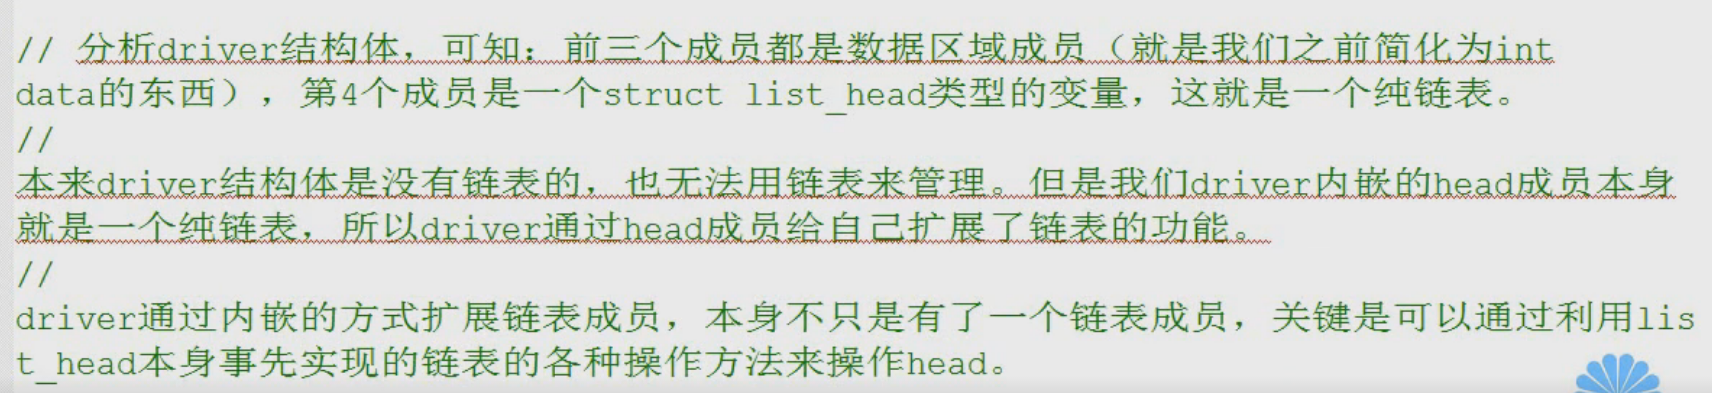 // 分析driver结构体，可知：前三个成员都是数据区域成员（就是我们之前简化为int
data的东西），第4个成员是一个struct list_head类型的变量，这就是一个纯链表。
//
本来driver结构体是没有链表的，也无法用链表来管理。但是我们driver内嵌的head成员本身
就是一个纯链表，所以driver通过head成员给自己扩展了链表的功能。
//
driver通过内嵌的方式扩展链表成员，本身不只是有了一个链表成员，关键是可以通过利用lis
t_head本身事先实现的链表的各种操作方法来操作head。